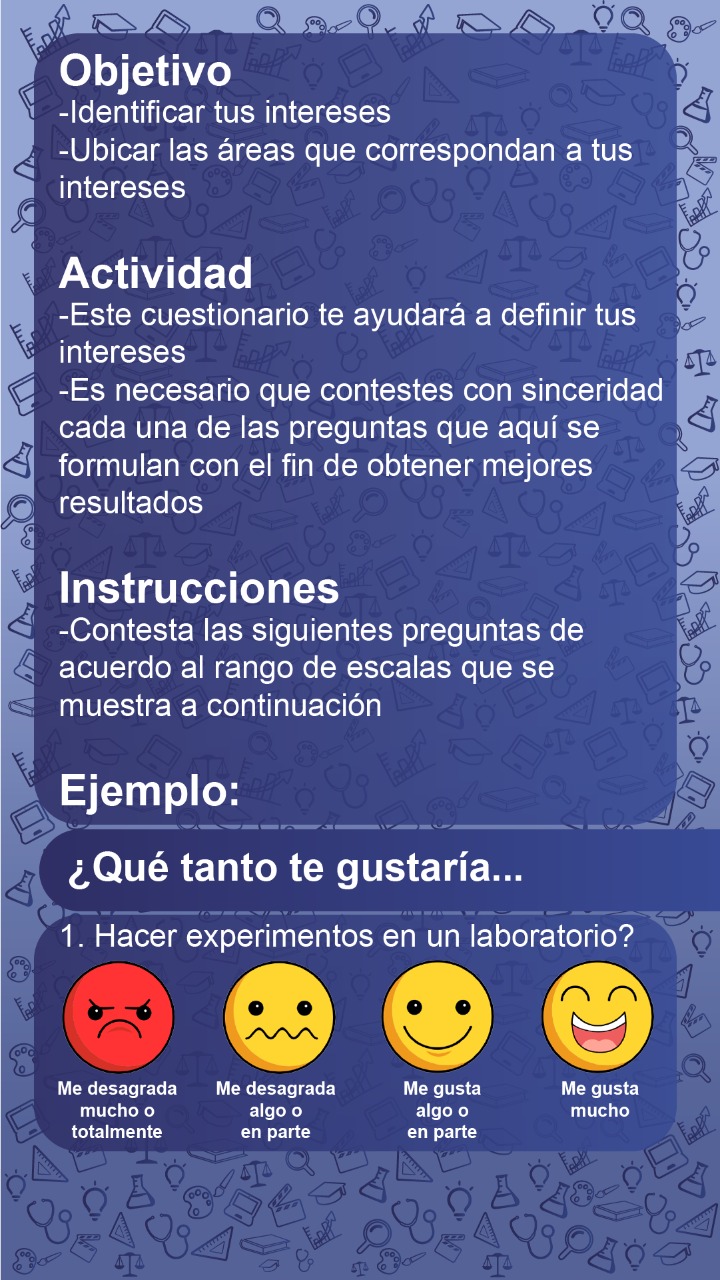 Objetivo
-Identificar tus intereses
-Ubicar las áreas que correspondan a tus
intereses
Actividad
-Este cuestionario te ayudará a definir tus
intereses
-Es necesario que contestes con sinceridad
cada una de las preguntas que aquí se
formulan con el fin de obtener mejores
resultados
Instrucciones
-Contesta las siguientes preguntas de
acuerdo al rango de escalas que se
muestra a continuación
Ejemplo:
¿Qué tanto te gustaría...
1. Hacer experimentos en un laboratorio?
Me desagrada
mucho o
totalmente
Me desagrada
algo o
en parte
Me gusta
algo o
en parte
Me gusta
mucho